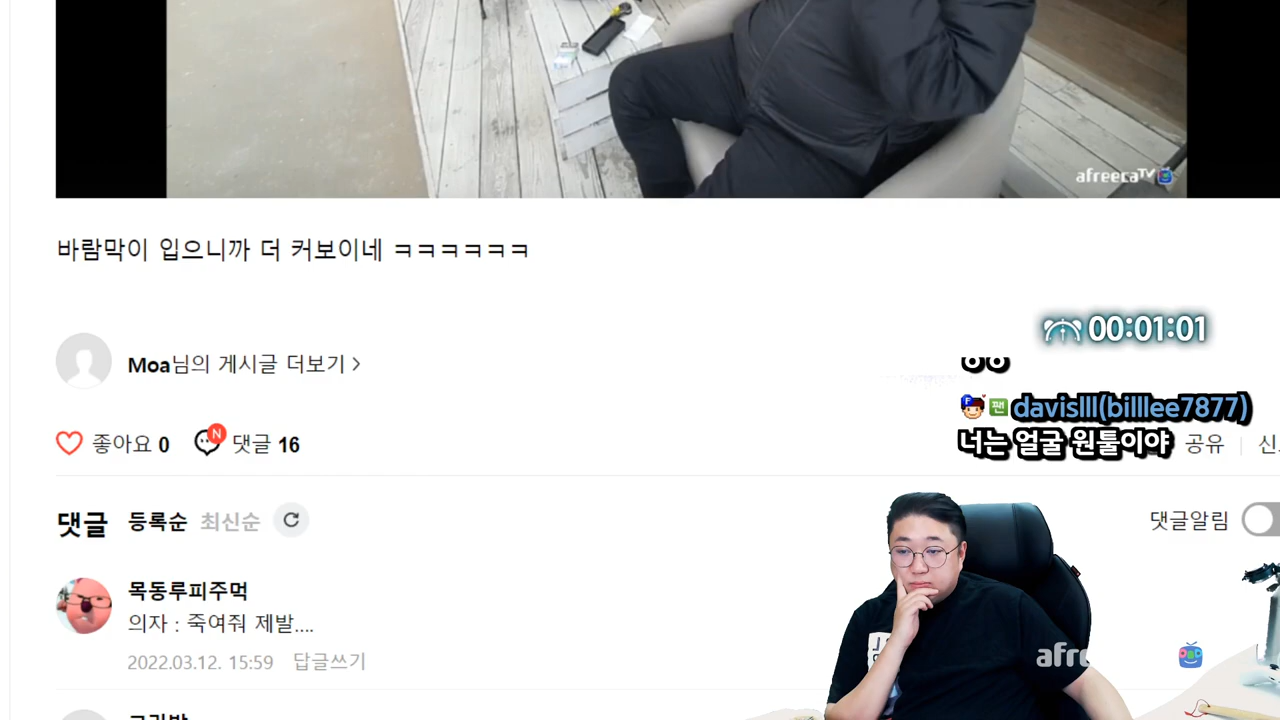 afreecaTV
바람막이 입으니까 더 커보이네 ㅋㅋㅋㅋㅋㅋ
00:01:01
ㅎㅎ
Moa님의 게시글 더보기 >
F 팬 davislll(billlee7877)
너는 얼굴 원툴이야
좋아요 0 N 댓글 16
공유
댓글 등록순 최신순
댓글알림
목동루피주먹
의자 : 죽여줘 제발....
2022.03.12. 15:59 답글쓰기
afre